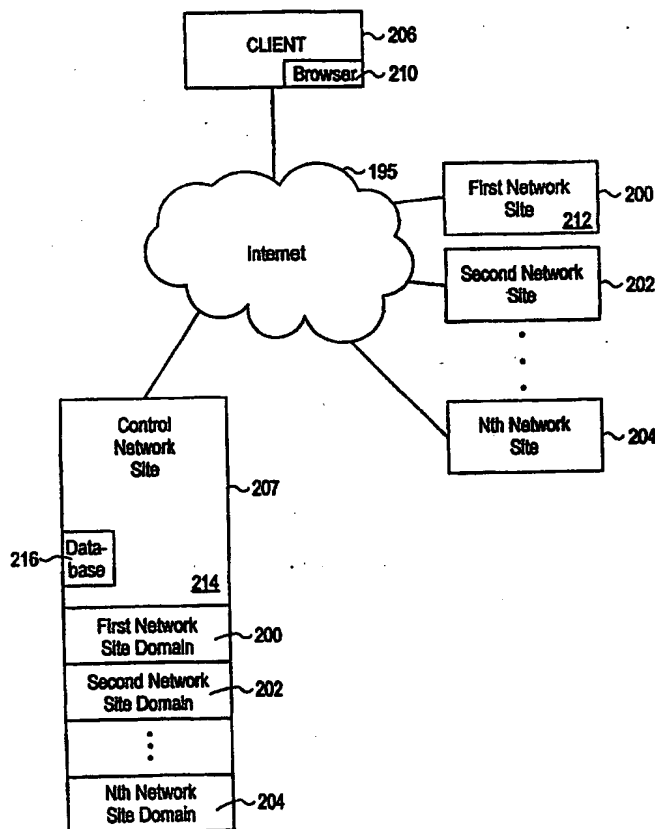 CLIENT
206
Browser
210
195
Internet
First Network
Site
212
200
Second Network
Site
202
Nth Network
Site
204
Control
Network
Site
207
216
Data-
base
214
First Network
Site Domain
200
Second Network
Site Domain
202
Nth Network
Site Domain
204